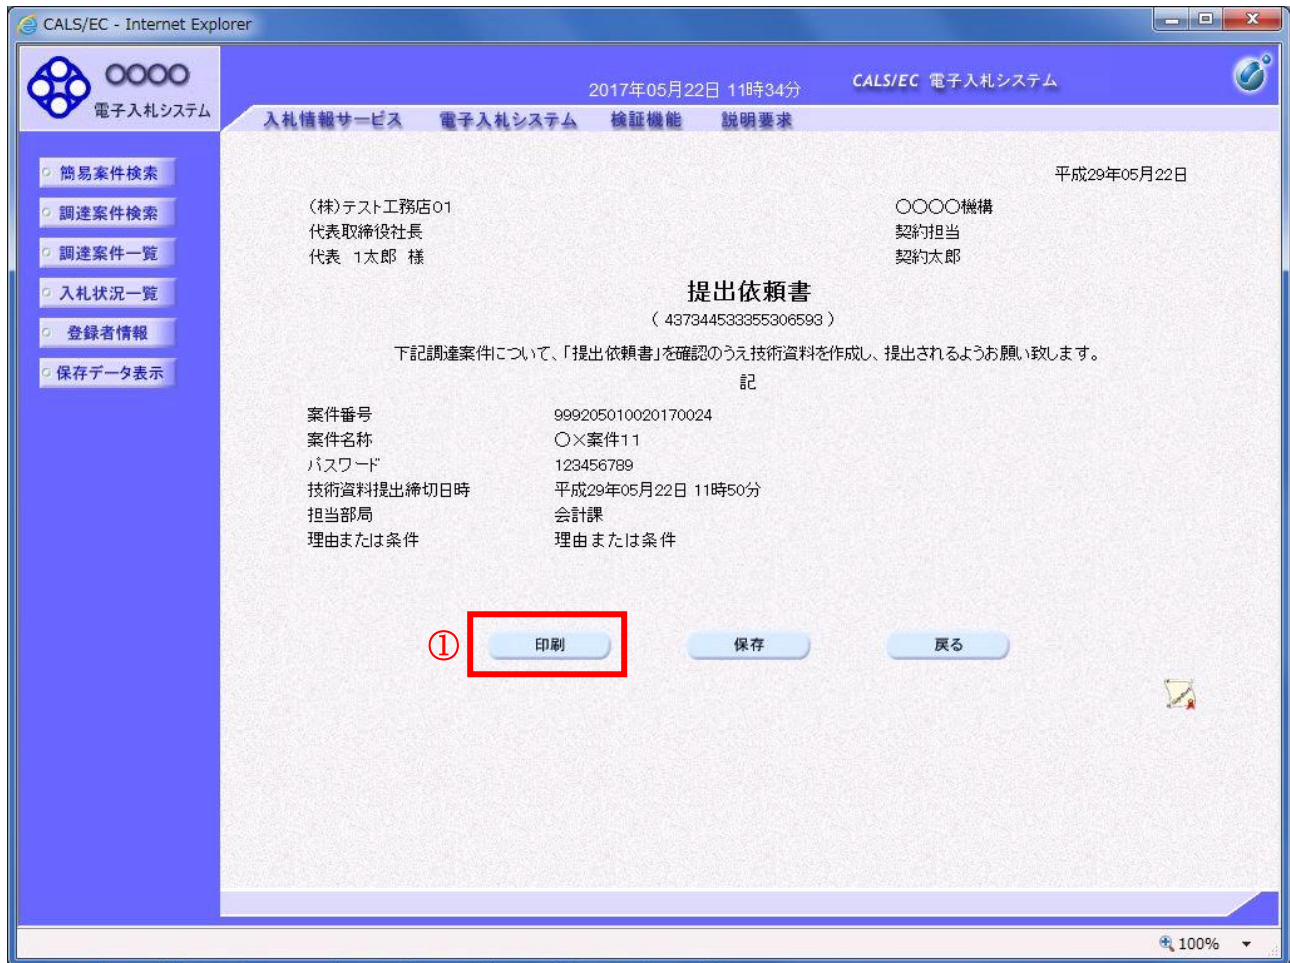 CALS/EC - Internet Explorer
○○○○
電子入札システム
2017年05月22日 11時34分
CALS/EC 電子入札システム
入札情報サービス 電子入札システム 検証機能 説明要求
簡易案件検索
調達案件検索
調達案件一覧
入札状況一覧
登録者情報
保存データ表示
平成29年05月22日
(株)テスト工務店01
代表取締役社長
代表 1太郎 様
○○○○機構
契約担当
契約太郎
提出依頼書
( 437344533355306593 )
下記調達案件について、「提出依頼書」を確認のうえ技術資料を作成し、提出されるようお願い致します。
記
案件番号 999205010020170024
案件名称 ○×案件11
パスワード 123456789
技術資料提出締切日時 平成29年05月22日 11時50分
担当部局 会計課
理由または条件 理由または条件
① 印刷 保存 戻る
100%